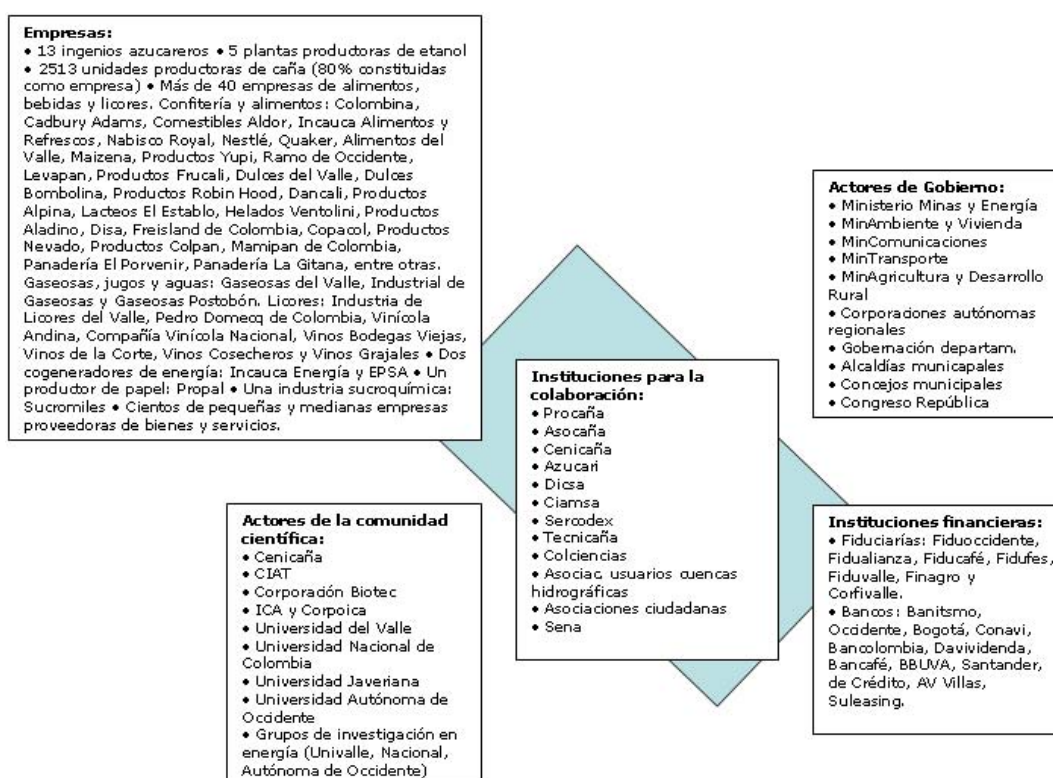 Empresas:
• 13 ingenios azucareros • 5 plantas productoras de etanol
• 2513 unidades productoras de caña (80% constituidas
como empresa) • Más de 40 empresas de alimentos,
bebidas y licores. Confitería y alimentos: Colombina,
Cadbury Adams, Comestibles Aldor, Incauca Alimentos y
Refrescos, Nabisco Royal, Nestlé, Quaker, Alimentos del
Valle, Maizena, Productos Yupi, Ramo de Occidente,
Levapan, Productos Frucali, Dulces del Valle, Dulces
Bombolina, Productos Robin Hood, Dancali, Productos
Alpina, Lacteos El Establo, Helados Ventolini, Productos
Aladino, Disa, Freisland de Colombia, Copacol, Productos
Nevado, Productos Colpan, Mamipan de Colombia,
Panadería El Porvenir, Panadería La Gitana, entre otras.
Gaseosas, jugos y aguas: Gaseosas del Valle, Industrial de
Gaseosas y Gaseosas Postobón. Licores: Industria de
Licores del Valle, Pedro Domecq de Colombia, Vinícola
Andina, Compañía Vinícola Nacional, Vinos Bodegas Viejas,
Vinos de la Corte, Vinos Cosecheros y Vinos Grajales • Dos
cogeneradores de energía: Incauca Energía y EPSA • Un
productor de papel: Propal • Una industria sucroquímica:
Sucromiles • Cientos de pequeñas y medianas empresas
proveedoras de bienes y servicios.
Actores de Gobierno:
• Ministerio Minas y Energía
• MinAmbiente y Vivienda
• MinComunicaciones
• MinTransporte
• MinAgricultura y Desarrollo
Rural
• Corporaciones autónomas
regionales
• Gobernación departam.
• Alcaldías municapales
• Concejos municipales
• Congreso República
Instituciones para la
colaboración:
• Procaña
• Asocaña
• Cenicaña
• Azucari
• Dicsa
• Ciamsa
• Sercodex
• Tecnicaña
• Colciencias
• Asociac. usuarios cuencas
hidrográficas
• Asociaciones ciudadanas
• Sena
Actores de la comunidad
científica:
• Cenicaña
• CIAT
• Corporación Biotec
• ICA y Corpoica
• Universidad del Valle
• Universidad Nacional de
Colombia
• Universidad Javeriana
• Universidad Autónoma de
Occidente
• Grupos de investigación en
energía (Univalle, Nacional,
Autónoma de Occidente)
Instituciones financieras:
• Fiduciarías: Fiduoccidente,
Fidualianza, Fiducafé, Fidufes,
Fiduvalle, Finagro y
Corfivalle.
• Bancos: Banitsmo,
Occidente, Bogotá, Conavi,
Bancolombia, Davividenda,
Bancafé, BBUVA, Santander,
de Crédito, AV Villas,
Suleasing.